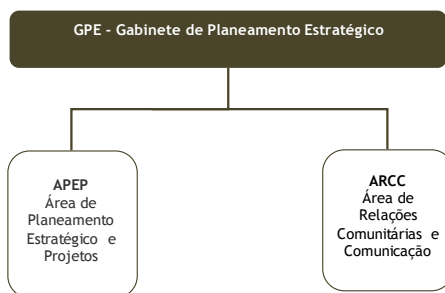 GPE - Gabinete de Planeamento Estratégico
APEP
Área de
Planeamento
Estratégico e
Projetos
ARCC
Área de
Relações
Comunitárias e
Comunicação